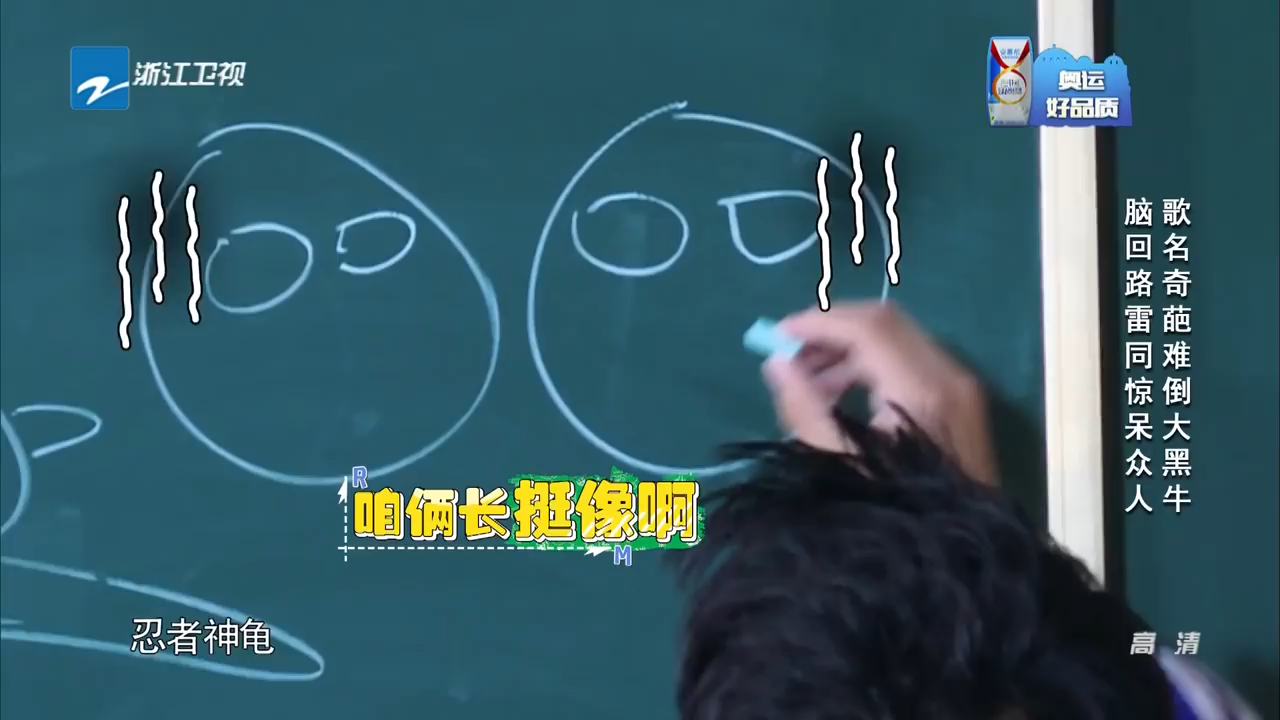 浙江卫视
奥运
好品质
歌名奇葩难倒大黑牛
脑回路雷同惊呆众人
R
咱俩长挺像啊
M
忍者神龟
高清